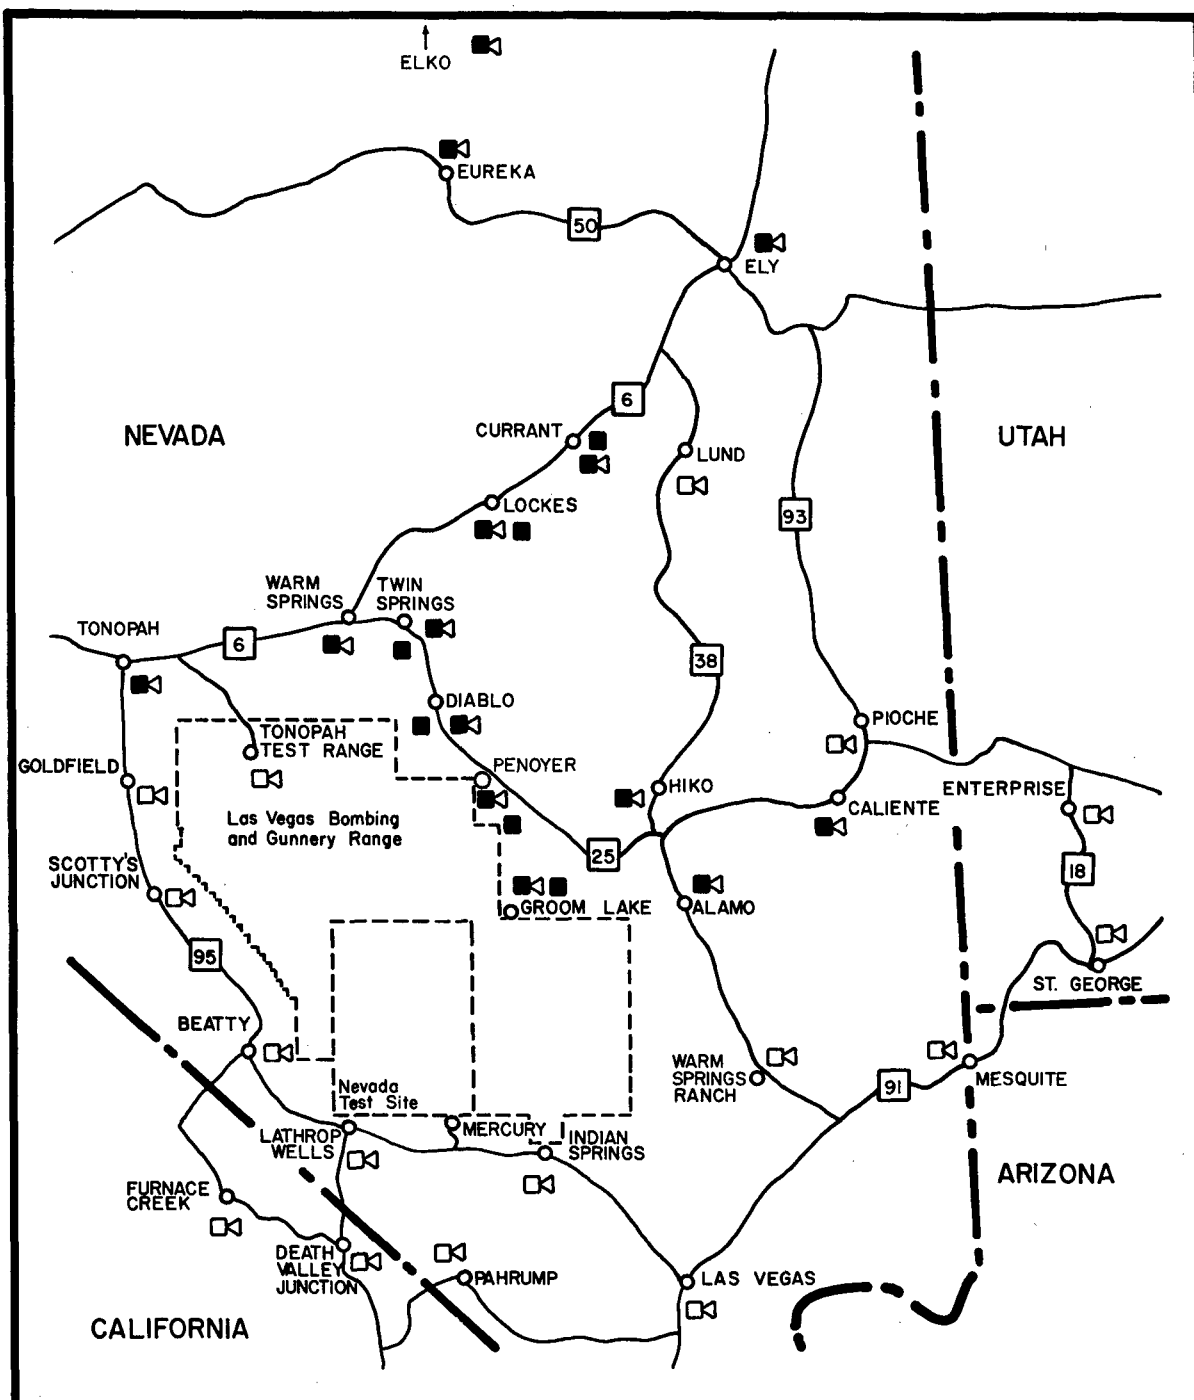 ELKO
EUREKA
50
ELY
6
NEVADA
CURRANT
LUND
UTAH
LOCKES
93
WARM
SPRINGS
TWIN
SPRINGS
TONOPAH
6
38
DIABLO
PIOCHE
TONOPAH
TEST RANGE
GOLDFIELD
PENOYER
HIKO
ENTERPRISE
CALIENTE
Las Vegas Bombing
and Gunnery Range
25
SCOTTY'S
JUNCTION
18
GROOM LAKE
ALAMO
95
ST. GEORGE
BEATTY
WARM
SPRINGS
RANCH
MESQUITE
91
Nevada
Test Site
LATHROP
WELLS
MERCURY
INDIAN
SPRINGS
ARIZONA
FURNACE
CREEK
DEATH
VALLEY
JUNCTION
PAHRUMP
LAS VEGAS
CALIFORNIA